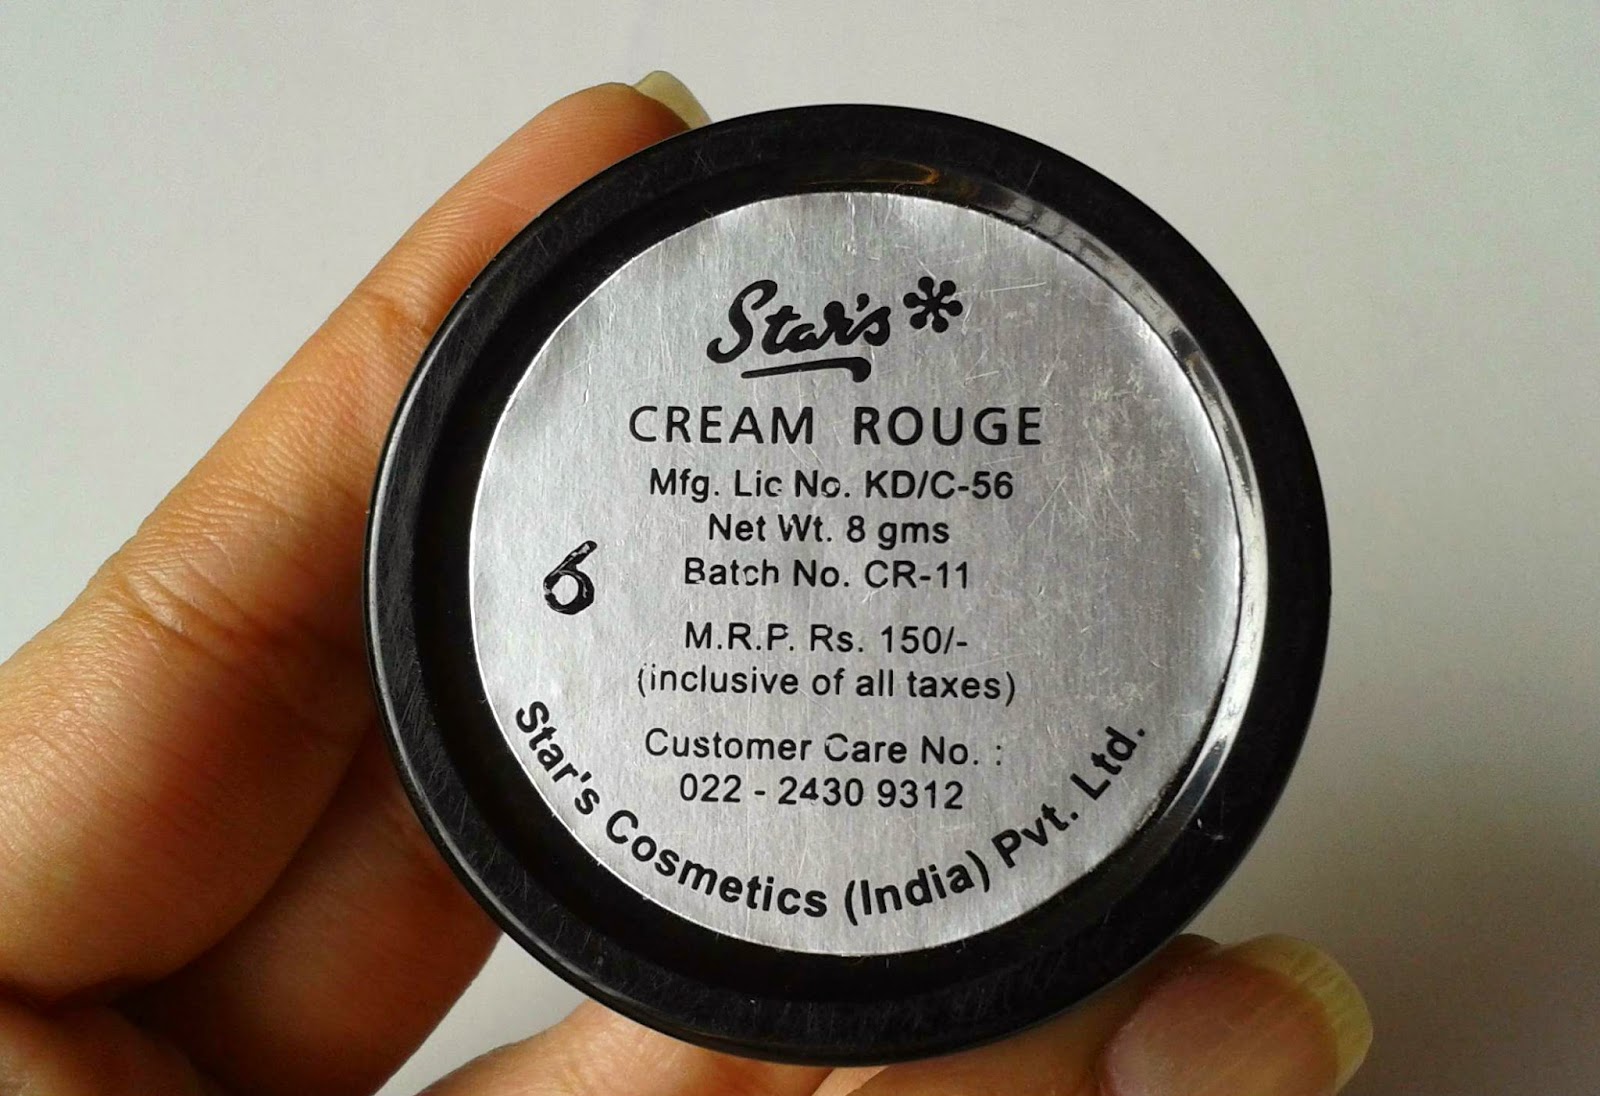 Star's
CREAM ROUGE
Mfg. Lic No. KD/C-56
Net Wt. 8 gms
Batch No. CR-11
6
M.R.P. Rs. 150/-
(inclusive of all taxes)
Customer Care No. :
022 - 2430 9312
Star's Cosmetics (India) Pvt. Ltd.